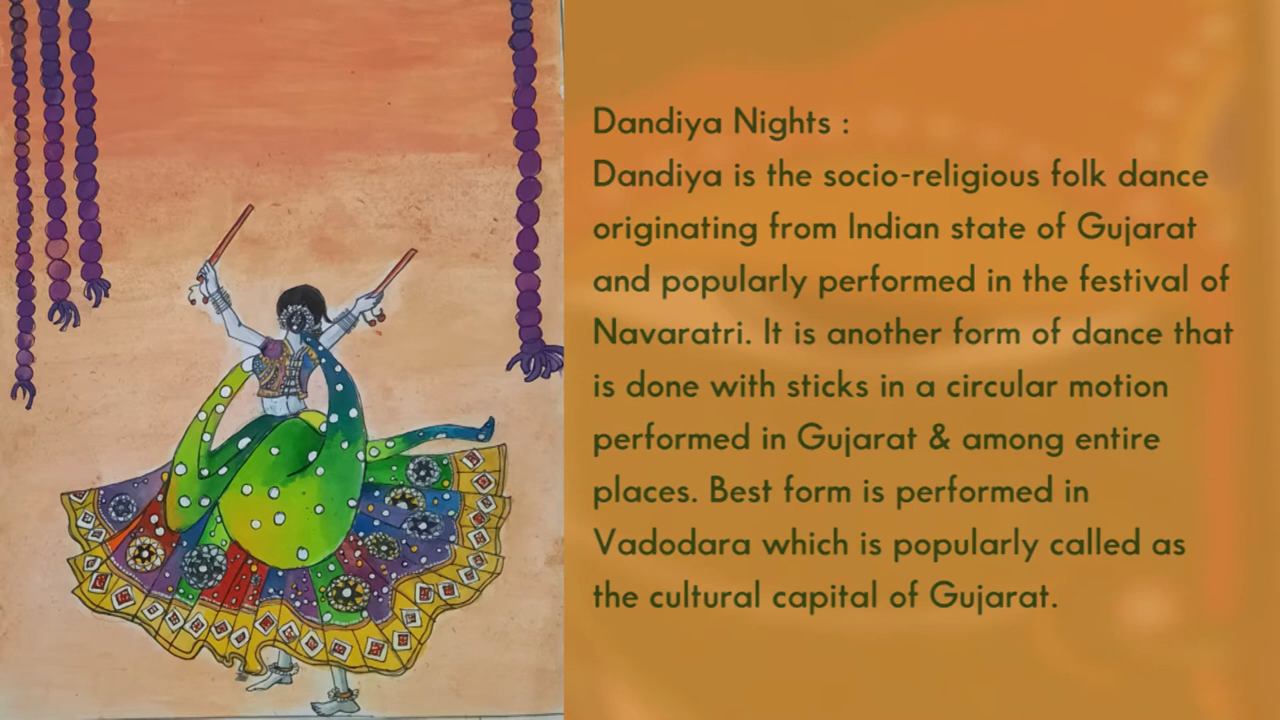 Dandiya Nights :
Dandiya is the socio-religious folk dance
originating from Indian state of Gujarat
and popularly performed in the festival of
Navaratri. It is another form of dance that
is done with sticks in a circular motion
performed in Gujarat & among entire
places. Best form is performed in
Vadodara which is popularly called as
the cultural capital of Gujarat.